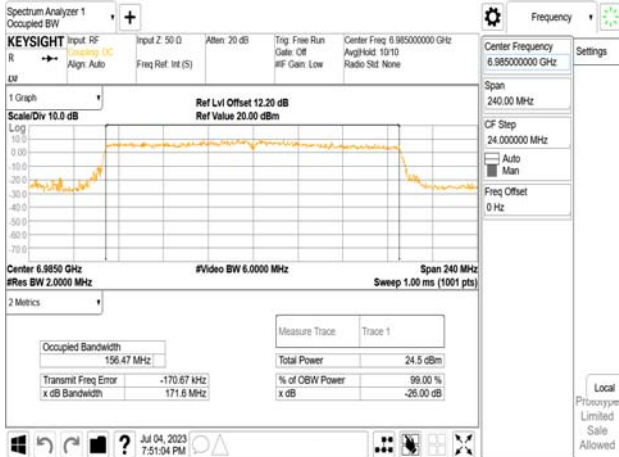 Spectrum Analyzer 1
Occupied BW
Frequency
Settings
KEYSIGHT
R
Input: RF
Coupling: DC
Align: Auto
Input Z: 50 Ω
Freq Ref: Int (S)
Atten: 20 dB
Trig: Free Run
Gate: Off
#IF Gain: Low
Center Freq: 6.985000000 GHz
Avg|Hold: 10/10
Radio Std: None
Center Frequency
6.985000000 GHz
Span
240.00 MHz
CF Step
24.000000 MHz
Auto
Man
Freq Offset
0 Hz
1 Graph
Scale/Div 10.0 dB
Ref Lvl Offset 12.20 dB
Ref Value 20.00 dBm
Log
10.0
0.00
-10.0
-20.0
-30.0
-40.0
-50.0
-60.0
-70.0
Center 6.9850 GHz
#Res BW 2.0000 MHz
#Video BW 6.0000 MHz
Span 240 MHz
Sweep 1.00 ms (1001 pts)
2 Metrics
Measure Trace
Trace 1
Occupied Bandwidth
156.47 MHz
Total Power
24.5 dBm
Transmit Freq Error
-170.67 kHz
% of OBW Power
99.00 %
x dB Bandwidth
171.6 MHz
x dB
-26.00 dB
Local
Prototype
Limited
Sale
Allowed
?
Jul 04, 2023
7:51:04 PM